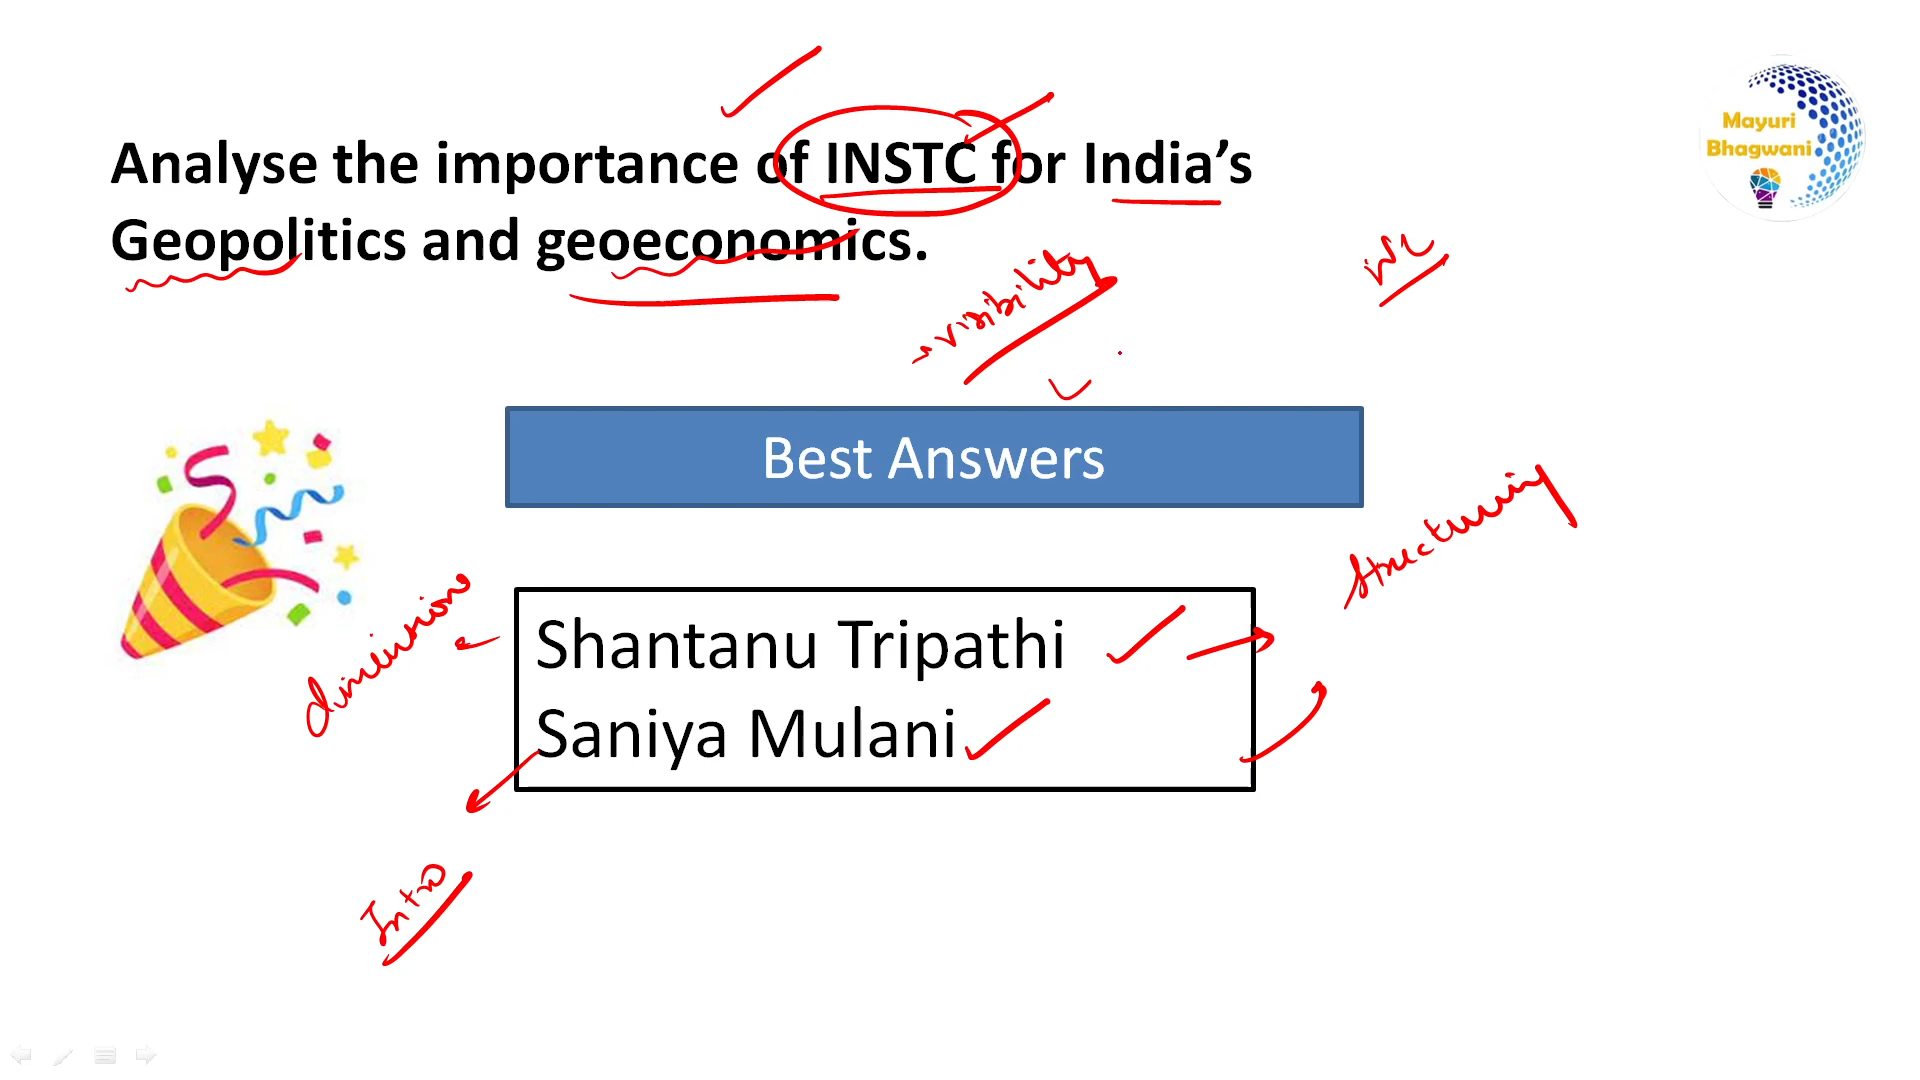 Analyse the importance of INSTC for India's
Geopolitics and geoeconomics.
Mayuri
Bhagwani
visibility
Best Answers
Structuring
dimension
Shantanu Tripathi
Saniya Mulani
Intro